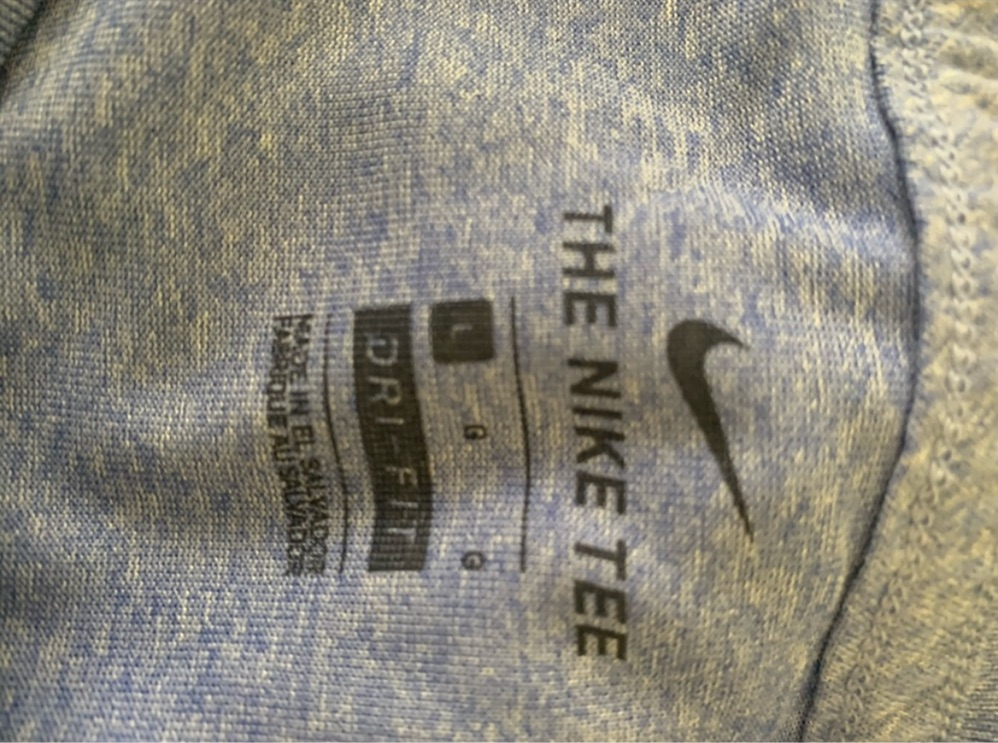 THE NIKE TEE
L G G
DRI-FIT
MADE IN EL SALVADOR
FABRIQUÉ AU SALVADOR